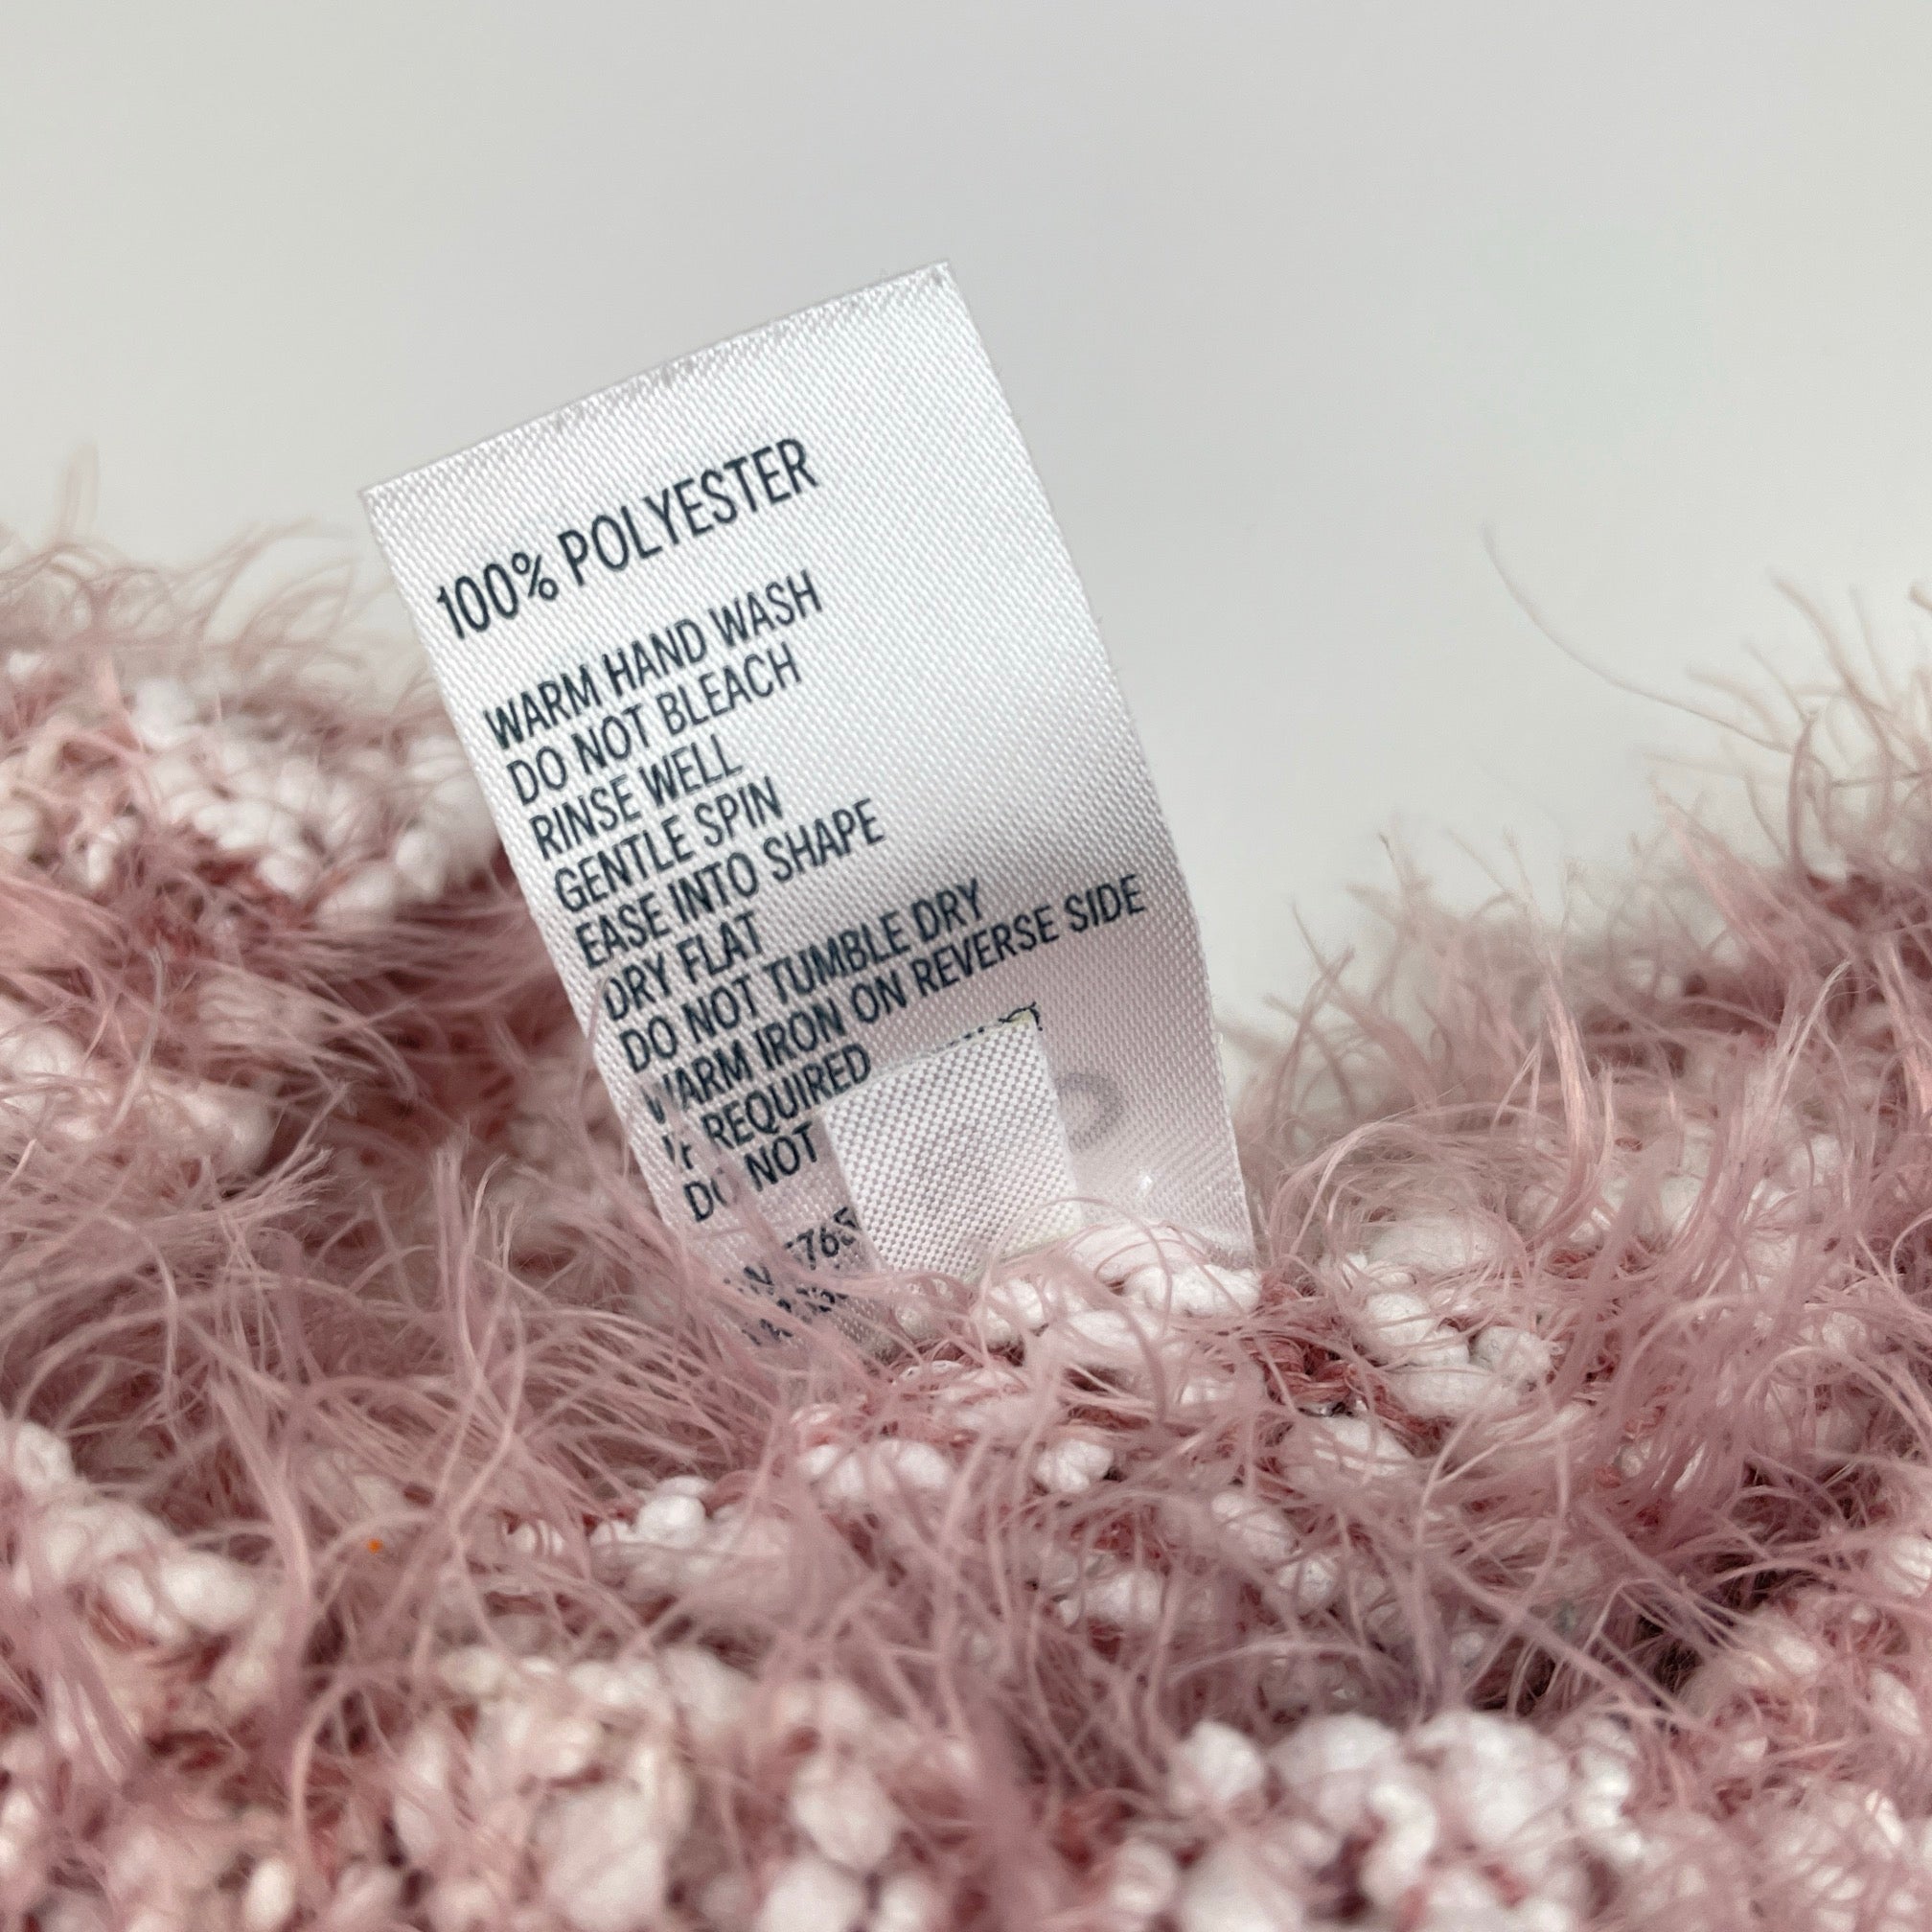 100% POLYESTER
WARM HAND WASH
DO NOT BLEACH
RINSE WELL
GENTLE SPIN
EASE INTO SHAPE
DRY FLAT
DO NOT TUMBLE DRY
WARM IRON ON REVERSE SIDE
IF REQUIRED
DO NOT